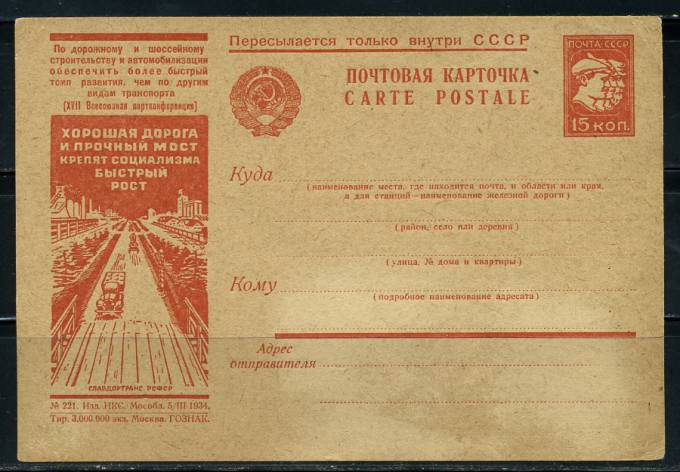 По дорожному и шоссейному
строительству и автомобилизации
обеспечить более быстрый
темп развития, чем по другим
видам транспорта
[XVII Всесоюзная партконференция]
ХОРОШАЯ ДОРОГА
И ПРОЧНЫЙ МОСТ
КРЕПЯТ СОЦИАЛИЗМА
БЫСТРЫЙ
РОСТ
ГЛАВДОРТРАНС РСФСР
№ 221. Изд. НКС. Мособл. 5/III 1934.
Тир. 3.000.000 экз. Москва. ГОЗНАК.
Пересылается только внутри СССР
ПОЧТОВАЯ КАРТОЧКА
CARTE POSTALE
ПОЧТА·СССР
15 КОП.
Куда
(наименование места, где находится почта, и области или края,
а для станций—наименование железной дороги)
(район, село или деревня)
(улица, № дома и квартиры)
Кому
(подробное наименование адресата)
Адрес
отправителя